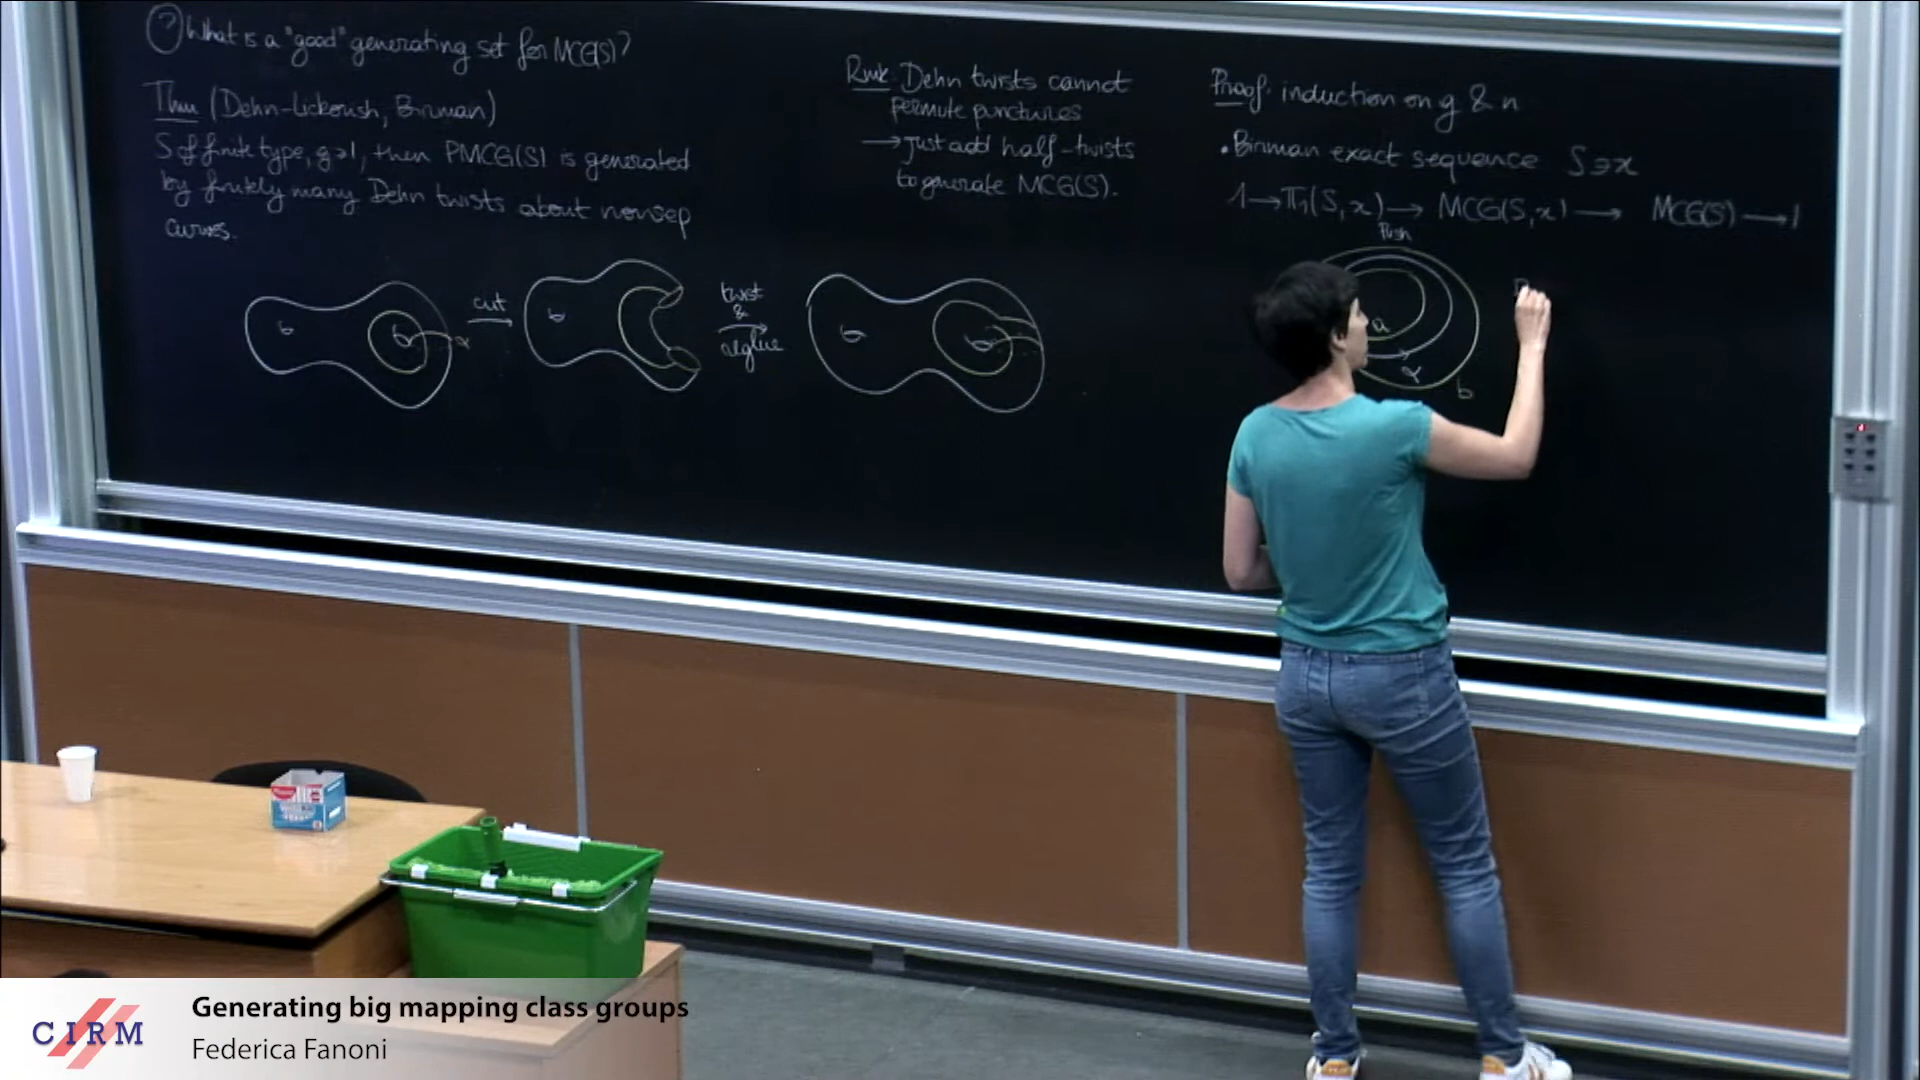 ? What is a "good" generating set for MCG(S)?
Thm (Dehn-Lickorish, Birman)
S of finite type, g≥1, then PMCG(S) is generated
by finitely many Dehn twists about nonsep
curves.
α
cut
twist
&
reglue
Rmk Dehn twists cannot
permute punctures
→ just add half-twists
to generate MCG(S).
Proof: induction on g & n
• Birman exact sequence S∋x
1→π₁(S,x)→ MCG(S,x)→ MCG(S)→1
Push
a
α
b
CIRM
Generating big mapping class groups
Federica Fanoni